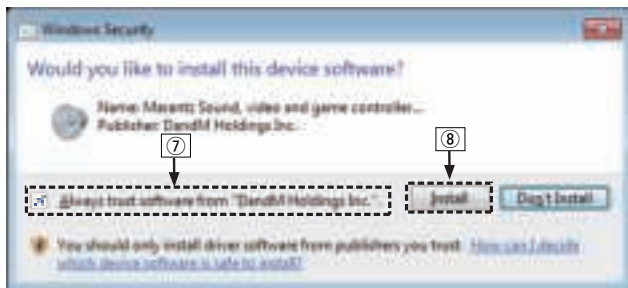 Windows Security
Would you like to install this device software?
Name: Marantz Sound, video and game controller...
Publisher: DandM Holdings Inc.
⑦
⑧
Always trust software from "DandM Holdings Inc.".
Install
Don't Install
You should only install driver software from publishers you trust. How can I decide
which device software is safe to install?